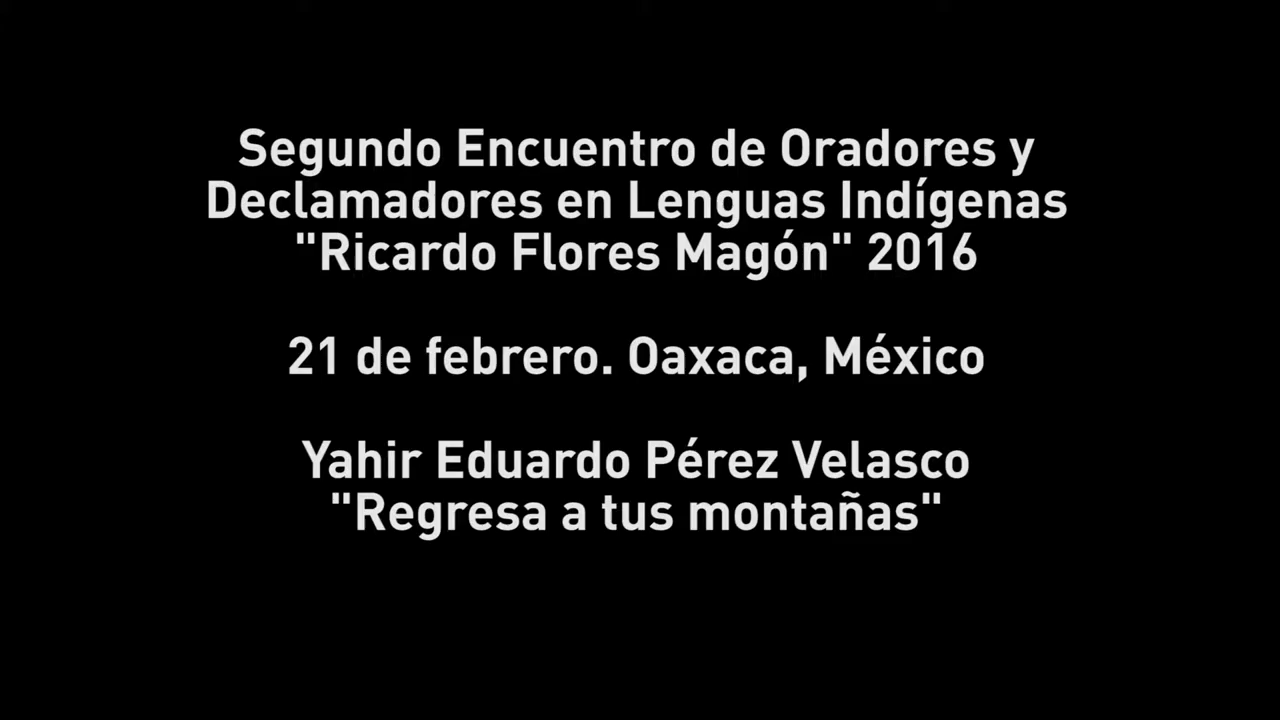 Segundo Encuentro de Oradores y
Declamadores en Lenguas Indígenas
"Ricardo Flores Magón" 2016
21 de febrero. Oaxaca, México
Yahir Eduardo Pérez Velasco
"Regresa a tus montañas"